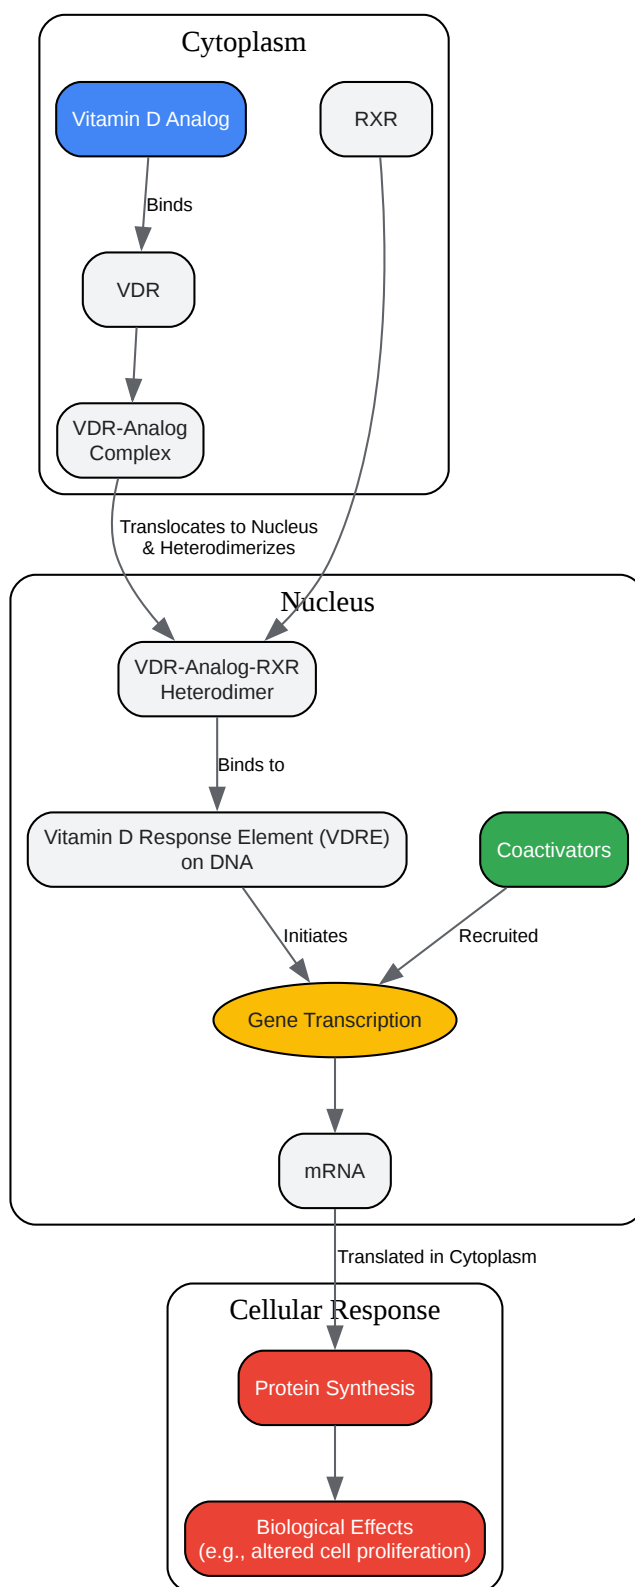 Cytoplasm
Vitamin D Analog
RXR
Binds
VDR
VDR-Analog
Complex
Translocates to Nucleus
& Heterodimerizes
Nucleus
VDR-Analog-RXR
Heterodimer
Binds to
Vitamin D Response Element (VDRE)
on DNA
Coactivators
Initiates
Recruited
Gene Transcription
mRNA
Translated in Cytoplasm
Cellular Response
Protein Synthesis
Biological Effects
(e.g., altered cell proliferation)